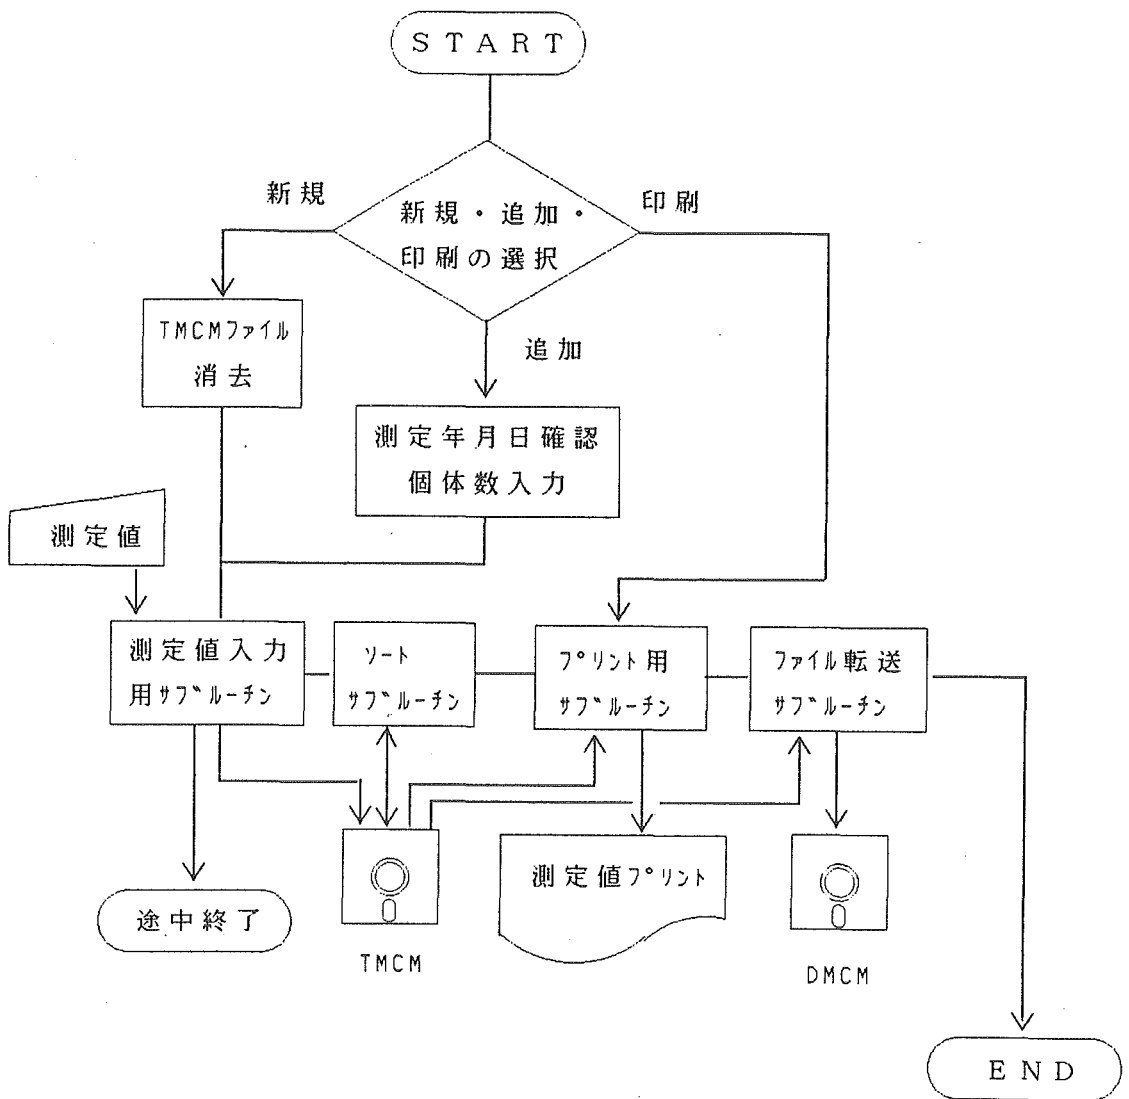 ＳＴＡＲＴ
新規
印刷
新規・追加・
印刷の選択
TMCMﾌｧｲﾙ
消去
追加
測定年月日確認
個体数入力
測定値
測定値入力
用ｻﾌﾞﾙｰﾁﾝ
ｿｰﾄ
ｻﾌﾞﾙｰﾁﾝ
ﾌﾟﾘﾝﾄ用
ｻﾌﾞﾙｰﾁﾝ
ﾌｧｲﾙ転送
ｻﾌﾞﾙｰﾁﾝ
途中終了
測定値ﾌﾟﾘﾝﾄ
TMCM
DMCM
ＥＮＤ